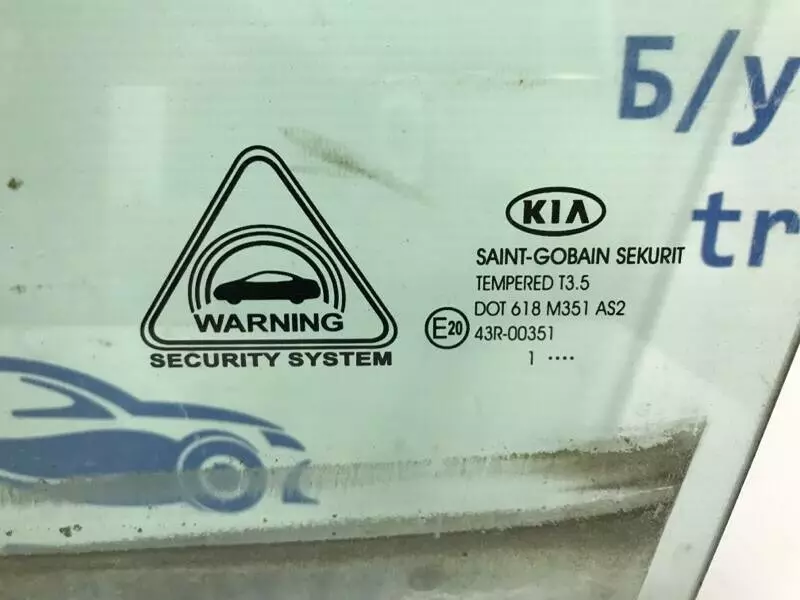 Б/у
tr
KIA
SAINT-GOBAIN SEKURIT
TEMPERED T3.5
DOT 618 M351 AS2
E20 43R-00351
1 ....
WARNING
SECURITY SYSTEM